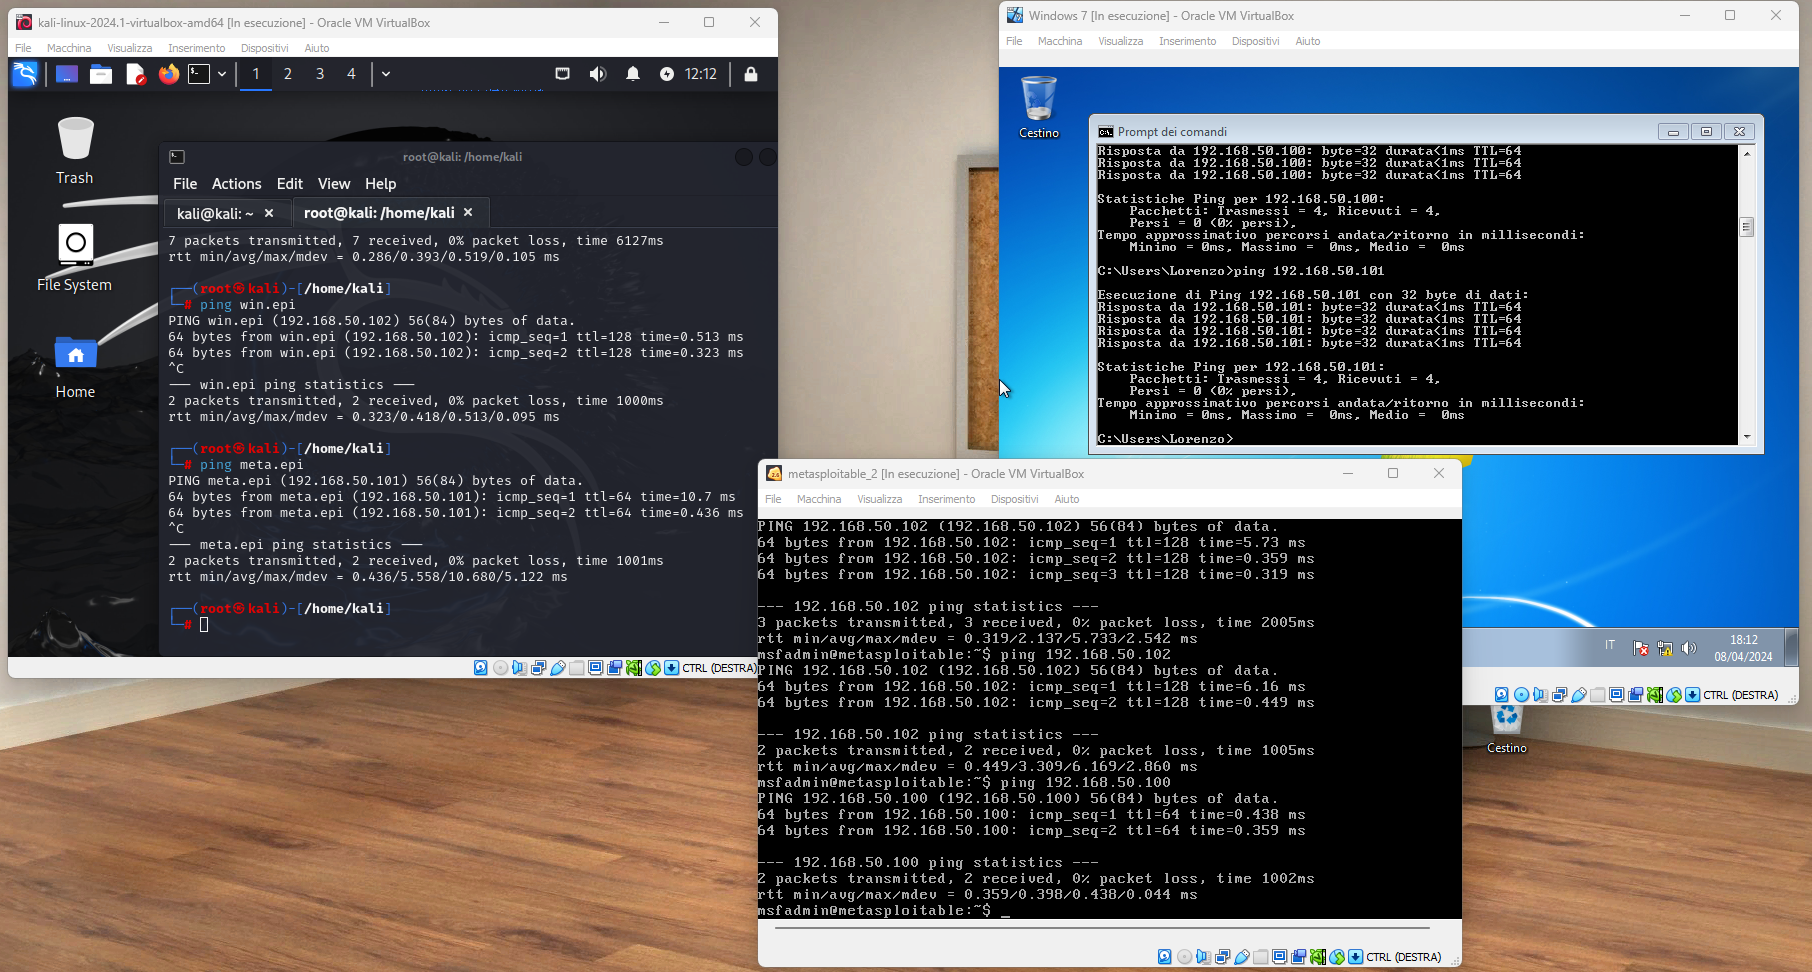 kali-linux-2024.1-virtualbox-amd64 [In esecuzione] - Oracle VM VirtualBox
File Macchina Visualizza Inserimento Dispositivi Aiuto
1 2 3 4 12:12
Trash
File System
Home
root@kali: /home/kali
File Actions Edit View Help
kali@kali: ~ × root@kali: /home/kali ×
7 packets transmitted, 7 received, 0% packet loss, time 6127ms
rtt min/avg/max/mdev = 0.286/0.393/0.519/0.105 ms
┌──(root㉿kali)-[/home/kali]
└─# ping win.epi
PING win.epi (192.168.50.102) 56(84) bytes of data.
64 bytes from win.epi (192.168.50.102): icmp_seq=1 ttl=128 time=0.513 ms
64 bytes from win.epi (192.168.50.102): icmp_seq=2 ttl=128 time=0.323 ms
^C
--- win.epi ping statistics ---
2 packets transmitted, 2 received, 0% packet loss, time 1000ms
rtt min/avg/max/mdev = 0.323/0.418/0.513/0.095 ms
┌──(root㉿kali)-[/home/kali]
└─# ping meta.epi
PING meta.epi (192.168.50.101) 56(84) bytes of data.
64 bytes from meta.epi (192.168.50.101): icmp_seq=1 ttl=64 time=10.7 ms
64 bytes from meta.epi (192.168.50.101): icmp_seq=2 ttl=64 time=0.436 ms
^C
--- meta.epi ping statistics ---
2 packets transmitted, 2 received, 0% packet loss, time 1001ms
rtt min/avg/max/mdev = 0.436/5.558/10.680/5.122 ms
┌──(root㉿kali)-[/home/kali]
└─#
CTRL (DESTRA)
Windows 7 [In esecuzione] - Oracle VM VirtualBox
File Macchina Visualizza Inserimento Dispositivi Aiuto
Cestino
Prompt dei comandi
Risposta da 192.168.50.100: byte=32 durata<1ms TTL=64
Risposta da 192.168.50.100: byte=32 durata<1ms TTL=64
Risposta da 192.168.50.100: byte=32 durata<1ms TTL=64
Statistiche Ping per 192.168.50.100:
Pacchetti: Trasmessi = 4, Ricevuti = 4,
Persi = 0 (0% persi),
Tempo approssimativo percorsi andata/ritorno in millisecondi:
Minimo = 0ms, Massimo = 0ms, Medio = 0ms
C:\Users\Lorenzo>ping 192.168.50.101
Esecuzione di Ping 192.168.50.101 con 32 byte di dati:
Risposta da 192.168.50.101: byte=32 durata<1ms TTL=64
Risposta da 192.168.50.101: byte=32 durata<1ms TTL=64
Risposta da 192.168.50.101: byte=32 durata<1ms TTL=64
Risposta da 192.168.50.101: byte=32 durata<1ms TTL=64
Statistiche Ping per 192.168.50.101:
Pacchetti: Trasmessi = 4, Ricevuti = 4,
Persi = 0 (0% persi),
Tempo approssimativo percorsi andata/ritorno in millisecondi:
Minimo = 0ms, Massimo = 0ms, Medio = 0ms
C:\Users\Lorenzo>
IT
18:12
08/04/2024
CTRL (DESTRA)
Cestino
metasploitable_2 [In esecuzione] - Oracle VM VirtualBox
File Macchina Visualizza Inserimento Dispositivi Aiuto
PING 192.168.50.102 (192.168.50.102) 56(84) bytes of data.
64 bytes from 192.168.50.102: icmp_seq=1 ttl=128 time=5.73 ms
64 bytes from 192.168.50.102: icmp_seq=2 ttl=128 time=0.359 ms
64 bytes from 192.168.50.102: icmp_seq=3 ttl=128 time=0.319 ms
--- 192.168.50.102 ping statistics ---
3 packets transmitted, 3 received, 0% packet loss, time 2005ms
rtt min/avg/max/mdev = 0.319/2.137/5.733/2.542 ms
msfadmin@metasploitable:~$ ping 192.168.50.102
PING 192.168.50.102 (192.168.50.102) 56(84) bytes of data.
64 bytes from 192.168.50.102: icmp_seq=1 ttl=128 time=6.16 ms
64 bytes from 192.168.50.102: icmp_seq=2 ttl=128 time=0.449 ms
--- 192.168.50.102 ping statistics ---
2 packets transmitted, 2 received, 0% packet loss, time 1005ms
rtt min/avg/max/mdev = 0.449/3.309/6.169/2.860 ms
msfadmin@metasploitable:~$ ping 192.168.50.100
PING 192.168.50.100 (192.168.50.100) 56(84) bytes of data.
64 bytes from 192.168.50.100: icmp_seq=1 ttl=64 time=0.438 ms
64 bytes from 192.168.50.100: icmp_seq=2 ttl=64 time=0.359 ms
--- 192.168.50.100 ping statistics ---
2 packets transmitted, 2 received, 0% packet loss, time 1002ms
rtt min/avg/max/mdev = 0.359/0.398/0.438/0.044 ms
msfadmin@metasploitable:~$ _
CTRL (DESTRA)